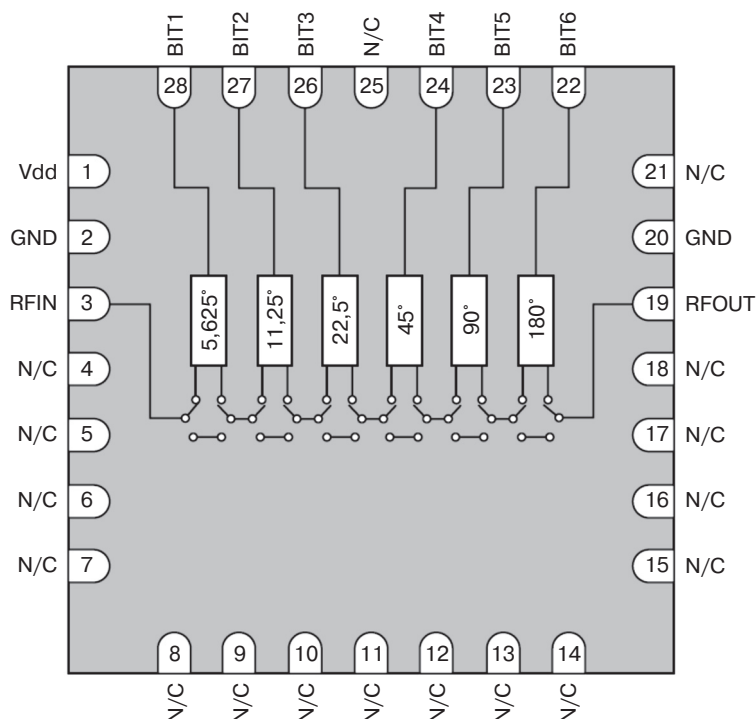 BIT1 BIT2 BIT3 N/C BIT4 BIT5 BIT6
28 27 26 25 24 23 22
Vdd 1 21 N/C
GND 2 20 GND
RFIN 3 19 RFOUT
5,625° 11,25° 22,5° 45° 90° 180°
N/C 4 18 N/C
N/C 5 17 N/C
N/C 6 16 N/C
N/C 7 15 N/C
8 9 10 11 12 13 14
N/C N/C N/C N/C N/C N/C N/C